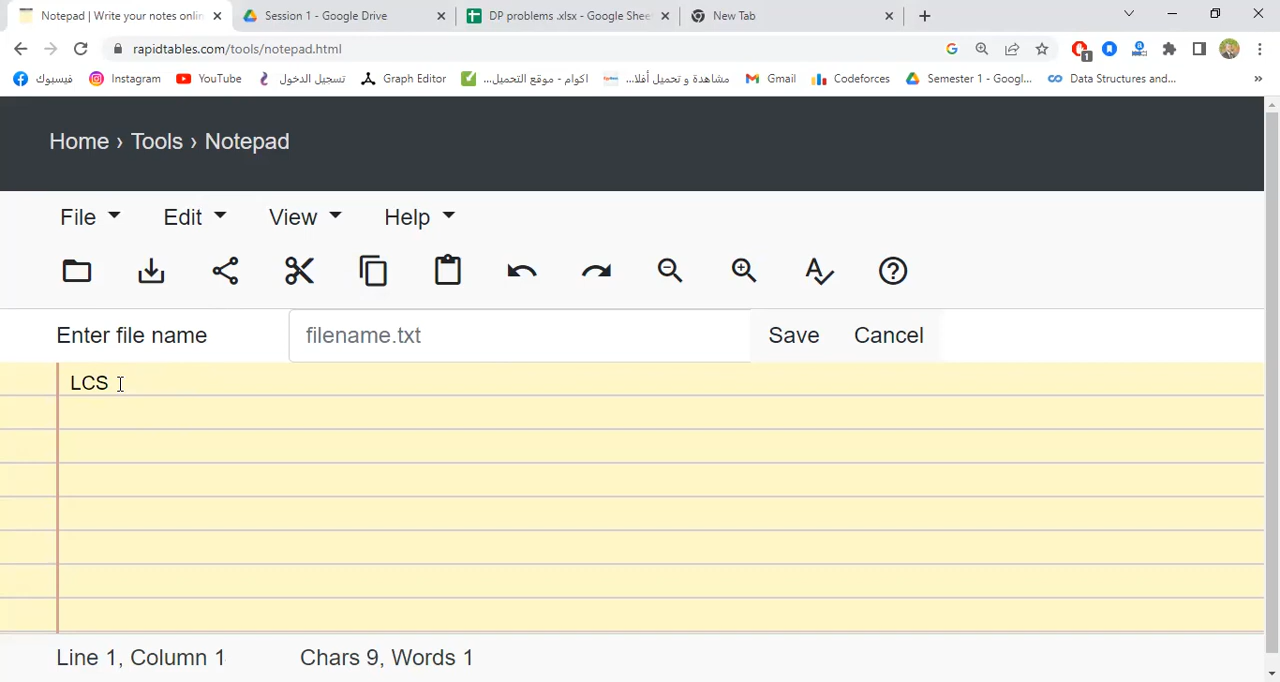 Notepad | Write your notes onlin
Session 1 - Google Drive
DP problems .xlsx - Google Shee
New Tab
rapidtables.com/tools/notepad.html
1
فيسبوك
Instagram
YouTube
تسجيل الدخول
Graph Editor
اكوام - موقع التحميل...
مشاهدة و تحميل أفلا...
Gmail
Codeforces
Semester 1 - Googl...
Data Structures and...
»
Home › Tools › Notepad
File
Edit
View
Help
Enter file name
filename.txt
Save
Cancel
LCS
Line 1, Column 1
Chars 9, Words 1